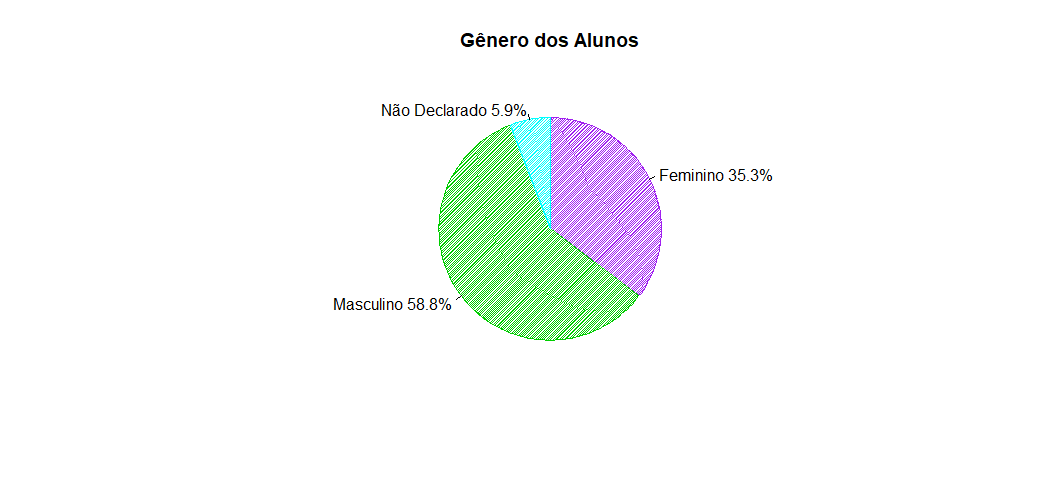 Gênero dos Alunos
Não Declarado 5.9%
Feminino 35.3%
Masculino 58.8%